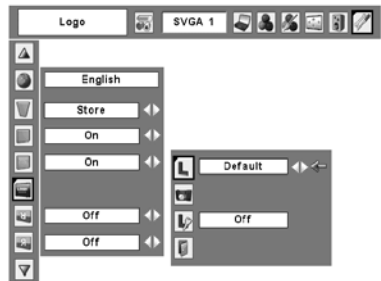 Logo
SVGA 1
English
Store
On
On
Default
Off
Off
Off